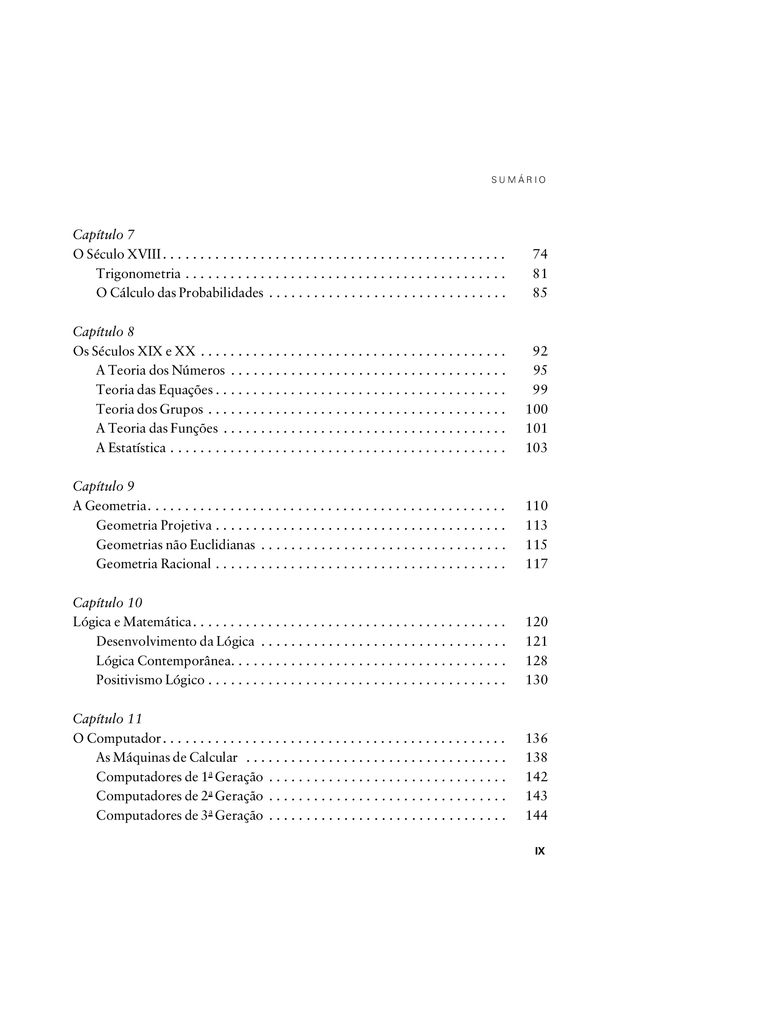 SUMÁRIO
Capítulo 7
O Século XVIII . . . . . . . . . . . . . . . . . . . . . . . . . . . . . . . . . . . . . . . . . . . . . . 74
Trigonometria . . . . . . . . . . . . . . . . . . . . . . . . . . . . . . . . . . . . . . . . . . . 81
O Cálculo das Probabilidades . . . . . . . . . . . . . . . . . . . . . . . . . . . . . . . . 85
Capítulo 8
Os Séculos XIX e XX . . . . . . . . . . . . . . . . . . . . . . . . . . . . . . . . . . . . . . . . . 92
A Teoria dos Números . . . . . . . . . . . . . . . . . . . . . . . . . . . . . . . . . . . . . 95
Teoria das Equações . . . . . . . . . . . . . . . . . . . . . . . . . . . . . . . . . . . . . . . 99
Teoria dos Grupos . . . . . . . . . . . . . . . . . . . . . . . . . . . . . . . . . . . . . . . . 100
A Teoria das Funções . . . . . . . . . . . . . . . . . . . . . . . . . . . . . . . . . . . . . . 101
A Estatística . . . . . . . . . . . . . . . . . . . . . . . . . . . . . . . . . . . . . . . . . . . . . 103
Capítulo 9
A Geometria . . . . . . . . . . . . . . . . . . . . . . . . . . . . . . . . . . . . . . . . . . . . . . . . 110
Geometria Projetiva . . . . . . . . . . . . . . . . . . . . . . . . . . . . . . . . . . . . . . . 113
Geometrias não Euclidianas . . . . . . . . . . . . . . . . . . . . . . . . . . . . . . . . . 115
Geometria Racional . . . . . . . . . . . . . . . . . . . . . . . . . . . . . . . . . . . . . . . 117
Capítulo 10
Lógica e Matemática . . . . . . . . . . . . . . . . . . . . . . . . . . . . . . . . . . . . . . . . . . 120
Desenvolvimento da Lógica . . . . . . . . . . . . . . . . . . . . . . . . . . . . . . . . . 121
Lógica Contemporânea . . . . . . . . . . . . . . . . . . . . . . . . . . . . . . . . . . . . . 128
Positivismo Lógico . . . . . . . . . . . . . . . . . . . . . . . . . . . . . . . . . . . . . . . . 130
Capítulo 11
O Computador . . . . . . . . . . . . . . . . . . . . . . . . . . . . . . . . . . . . . . . . . . . . . . 136
As Máquinas de Calcular . . . . . . . . . . . . . . . . . . . . . . . . . . . . . . . . . . . 138
Computadores de 1ª Geração . . . . . . . . . . . . . . . . . . . . . . . . . . . . . . . . 142
Computadores de 2ª Geração . . . . . . . . . . . . . . . . . . . . . . . . . . . . . . . . 143
Computadores de 3ª Geração . . . . . . . . . . . . . . . . . . . . . . . . . . . . . . . . 144
IX